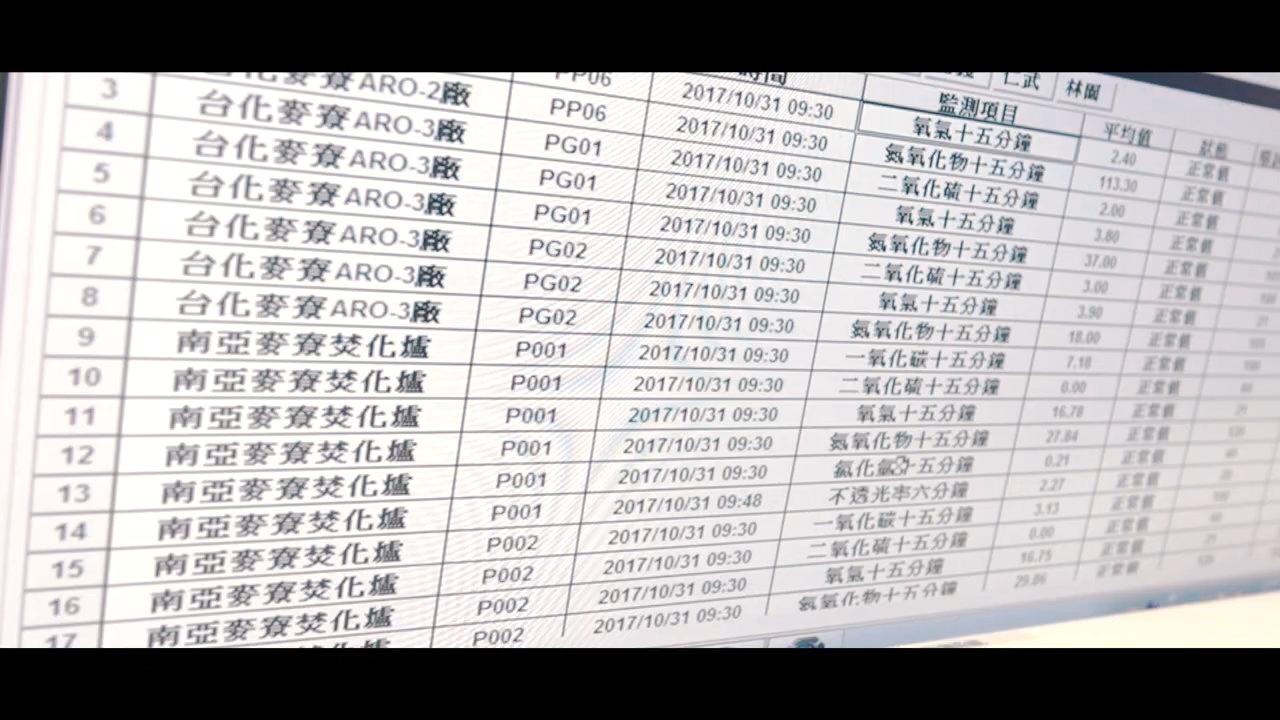 仁武 林園
時間 監測項目 平均值 狀態
PP06 2017/10/31 09:30 氧氣十五分鐘 2.40 正常值
台化麥寮ARO-2廠 PP06 2017/10/31 09:30 氮氧化物十五分鐘 113.30 正常值
3 台化麥寮ARO-3廠 PG01 2017/10/31 09:30 二氧化硫十五分鐘 2.00 正常值
4 台化麥寮ARO-3廠 PG01 2017/10/31 09:30 氧氣十五分鐘 3.80 正常值
5 台化麥寮ARO-3廠 PG01 2017/10/31 09:30 氮氧化物十五分鐘 37.00 正常值
6 台化麥寮ARO-3廠 PG02 2017/10/31 09:30 二氧化硫十五分鐘 3.00 正常值
7 台化麥寮ARO-3廠 PG02 2017/10/31 09:30 氧氣十五分鐘 3.90 正常值
8 台化麥寮ARO-3廠 PG02 2017/10/31 09:30 氮氧化物十五分鐘 18.00 正常值
9 南亞麥寮焚化爐 P001 2017/10/31 09:30 一氧化碳十五分鐘 7.18 正常值
10 南亞麥寮焚化爐 P001 2017/10/31 09:30 二氧化硫十五分鐘 0.00 正常值
11 南亞麥寮焚化爐 P001 2017/10/31 09:30 氧氣十五分鐘 16.78 正常值
12 南亞麥寮焚化爐 P001 2017/10/31 09:30 氮氧化物十五分鐘 27.84 正常值
13 南亞麥寮焚化爐 P001 2017/10/31 09:30 氯化氫十五分鐘 0.21 正常值
14 南亞麥寮焚化爐 P001 2017/10/31 09:48 不透光率六分鐘 2.27 正常值
15 南亞麥寮焚化爐 P002 2017/10/31 09:30 一氧化碳十五分鐘 3.13 正常值
16 南亞麥寮焚化爐 P002 2017/10/31 09:30 二氧化硫十五分鐘 0.00 正常值
17 南亞麥寮焚化爐 P002 2017/10/31 09:30 氧氣十五分鐘 16.75 正常值
P002 2017/10/31 09:30 氮氧化物十五分鐘 29.86